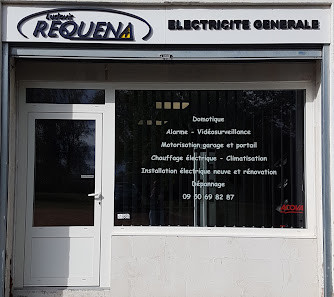 Ludovic
REQUENA
ELECTRICITE GENERALE
Domotique
Alarme - Vidéosurveillance
Motorisation garage et portail
Chauffage électrique - Climatisation
Installation électrique neuve et rénovation
Dépannage
09 50 69 82 87